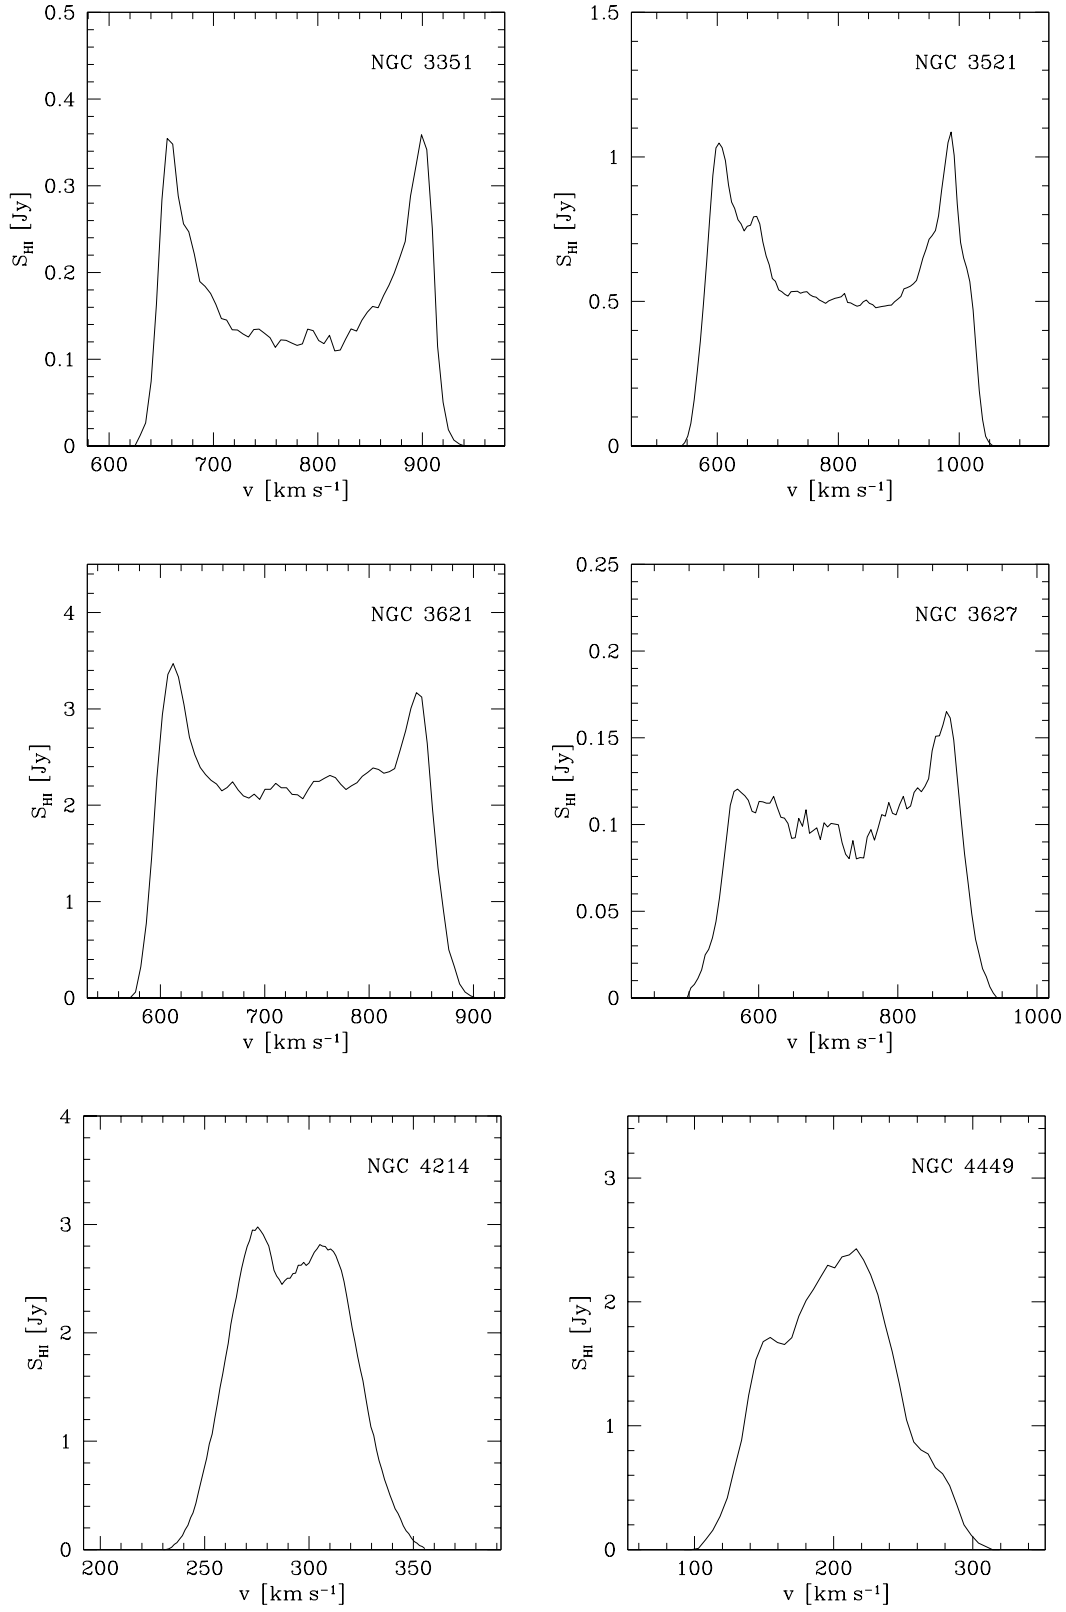 0.5
NGC 3351
0.4
0.3
S_HI [Jy]
0.2
0.1
0
600 700 800 900
v [km s⁻¹]
1.5
NGC 3521
1
S_HI [Jy]
0.5
0
600 800 1000
v [km s⁻¹]
NGC 3621
4
3
S_HI [Jy]
2
1
0
600 700 800 900
v [km s⁻¹]
0.25
NGC 3627
0.2
0.15
S_HI [Jy]
0.1
0.05
0
600 800 1000
v [km s⁻¹]
4
NGC 4214
3
2
S_HI [Jy]
1
0
200 250 300 350
v [km s⁻¹]
NGC 4449
3
2
S_HI [Jy]
1
0
100 200 300
v [km s⁻¹]